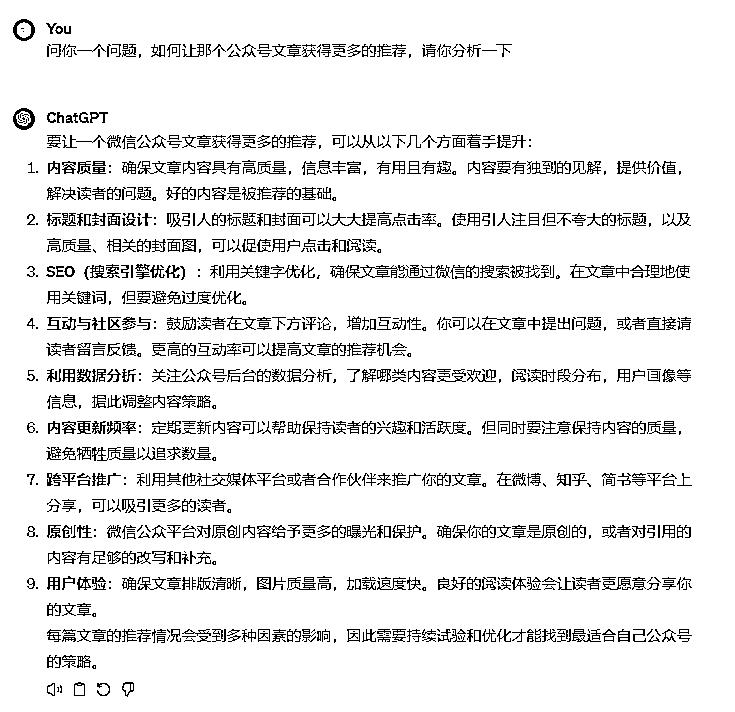 You
问你一个问题，如何让那个公众号文章获得更多的推荐，请你分析一下
ChatGPT
要让一个微信公众号文章获得更多的推荐，可以从以下几个方面着手提升：
1. 内容质量：确保文章内容具有高质量，信息丰富，有用且有趣。内容要有独到的见解，提供价值，
解决读者的问题。好的内容是被推荐的基础。
2. 标题和封面设计：吸引人的标题和封面可以大大提高点击率。使用引人注目但不夸大的标题，以及
高质量、相关的封面图，可以促使用户点击和阅读。
3. SEO（搜索引擎优化）：利用关键字优化，确保文章能通过微信的搜索被找到。在文章中合理地使
用关键词，但要避免过度优化。
4. 互动与社区参与：鼓励读者在文章下方评论，增加互动性。你可以在文章中提出问题，或者直接请
读者留言反馈。更高的互动率可以提高文章的推荐机会。
5. 利用数据分析：关注公众号后台的数据分析，了解哪类内容更受欢迎，阅读时段分布，用户画像等
信息，据此调整内容策略。
6. 内容更新频率：定期更新内容可以帮助保持读者的兴趣和活跃度。但同时要注意保持内容的质量，
避免牺牲质量以追求数量。
7. 跨平台推广：利用其他社交媒体平台或者合作伙伴来推广你的文章。在微博、知乎、简书等平台上
分享，可以吸引更多的读者。
8. 原创性：微信公众平台对原创内容给予更多的曝光和保护。确保你的文章是原创的，或者对引用的
内容有足够的改写和补充。
9. 用户体验：确保文章排版清晰，图片质量高，加载速度快。良好的阅读体验会让读者更愿意分享你
的文章。
每篇文章的推荐情况会受到多种因素的影响，因此需要持续试验和优化才能找到最适合自己公众号
的策略。